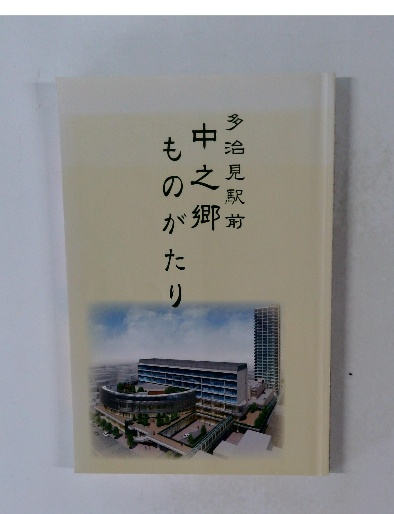 多治見駅前
中之郷
ものがたり